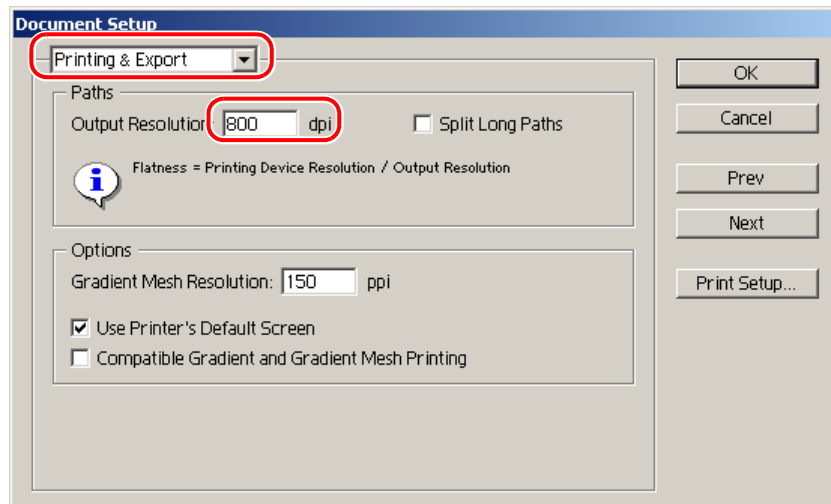 Document Setup
Printing & Export
Paths
Output Resolution: 800 dpi
Split Long Paths
Flatness = Printing Device Resolution / Output Resolution
Options
Gradient Mesh Resolution: 150 ppi
Use Printer's Default Screen
Compatible Gradient and Gradient Mesh Printing
OK
Cancel
Prev
Next
Print Setup...